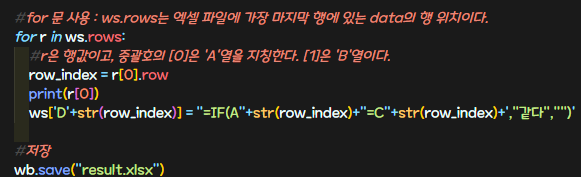 #for 문 사용 : ws.rows는 엑셀 파일에 가장 마지막 행에 있는 data의 행 위치이다.
for r in ws.rows:
#r은 행값이고, 중괄호의 [0]은 'A'열을 지칭한다. [1]은 'B'열이다.
row_index = r[0].row
print(r[0])
ws['D'+str(row_index)] = "=IF(A"+str(row_index)+"=C"+str(row_index)+',"같다","")'
#저장
wb.save("result.xlsx")